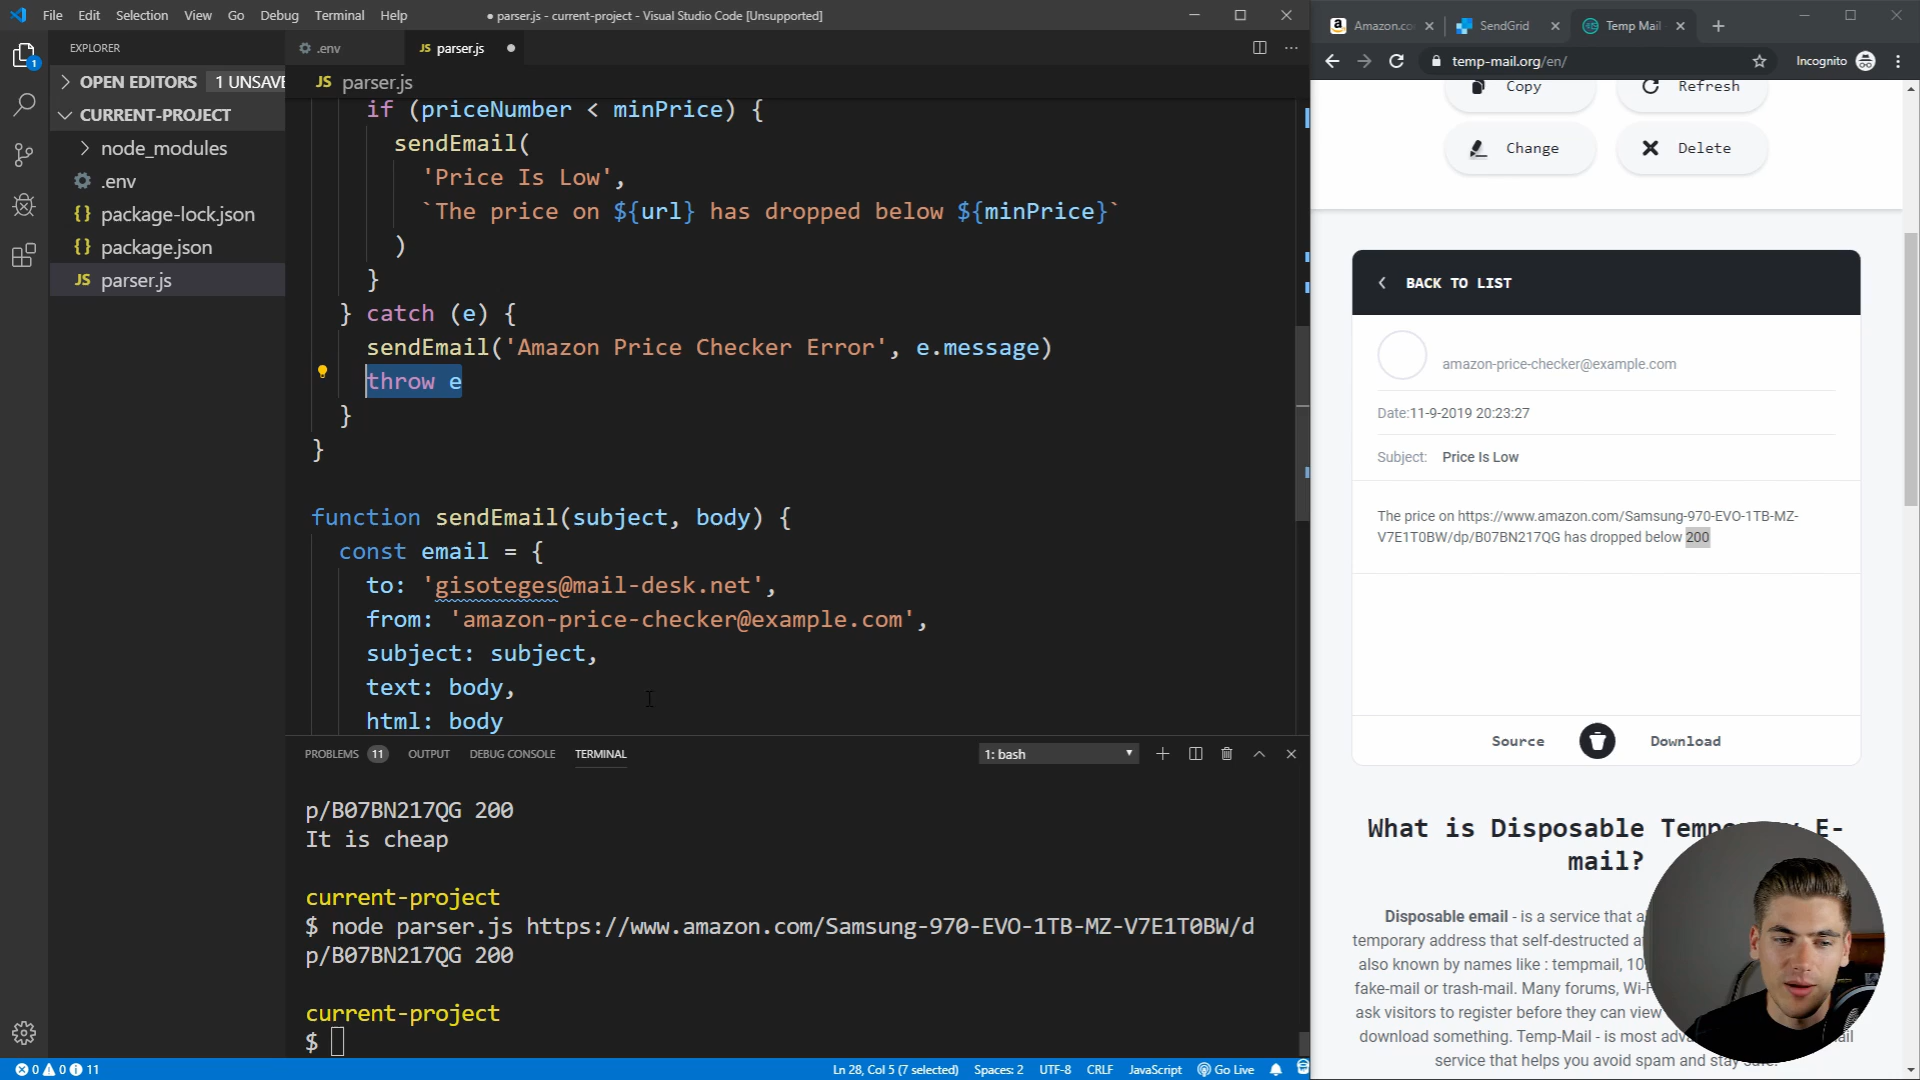 File Edit Selection View Go Debug Terminal Help
● parser.js - current-project - Visual Studio Code [Unsupported]
EXPLORER
OPEN EDITORS 1 UNSAVE
CURRENT-PROJECT
node_modules
.env
{} package-lock.json
{} package.json
JS parser.js
.env
JS parser.js ●
JS parser.js
if (priceNumber < minPrice) {
sendEmail(
'Price Is Low',
`The price on ${url} has dropped below ${minPrice}`
)
}
} catch (e) {
sendEmail('Amazon Price Checker Error', e.message)
throw e
}
}
function sendEmail(subject, body) {
const email = {
to: 'gisoteges@mail-desk.net',
from: 'amazon-price-checker@example.com',
subject: subject,
text: body,
html: body
PROBLEMS 11 OUTPUT DEBUG CONSOLE TERMINAL
1: bash
p/B07BN217QG 200
It is cheap
current-project
$ node parser.js https://www.amazon.com/Samsung-970-EVO-1TB-MZ-V7E1T0BW/d
p/B07BN217QG 200
current-project
$
1
0 0 11
Ln 28, Col 5 (7 selected) Spaces: 2 UTF-8 CRLF JavaScript Go Live
Amazon.co
SendGrid
Temp Mail
temp-mail.org/en/
Incognito
Copy
Refresh
Change
Delete
BACK TO LIST
amazon-price-checker@example.com
Date:11-9-2019 20:23:27
Subject: Price Is Low
The price on https://www.amazon.com/Samsung-970-EVO-1TB-MZ-
V7E1T0BW/dp/B07BN217QG has dropped below 200
Source
Download
What is Disposable Temporary E-
mail?
Disposable email - is a service that a
temporary address that self-destructed a
also known by names like : tempmail, 10
fake-mail or trash-mail. Many forums, Wi-F
ask visitors to register before they can view
download something. Temp-Mail - is most adva
service that helps you avoid spam and stay